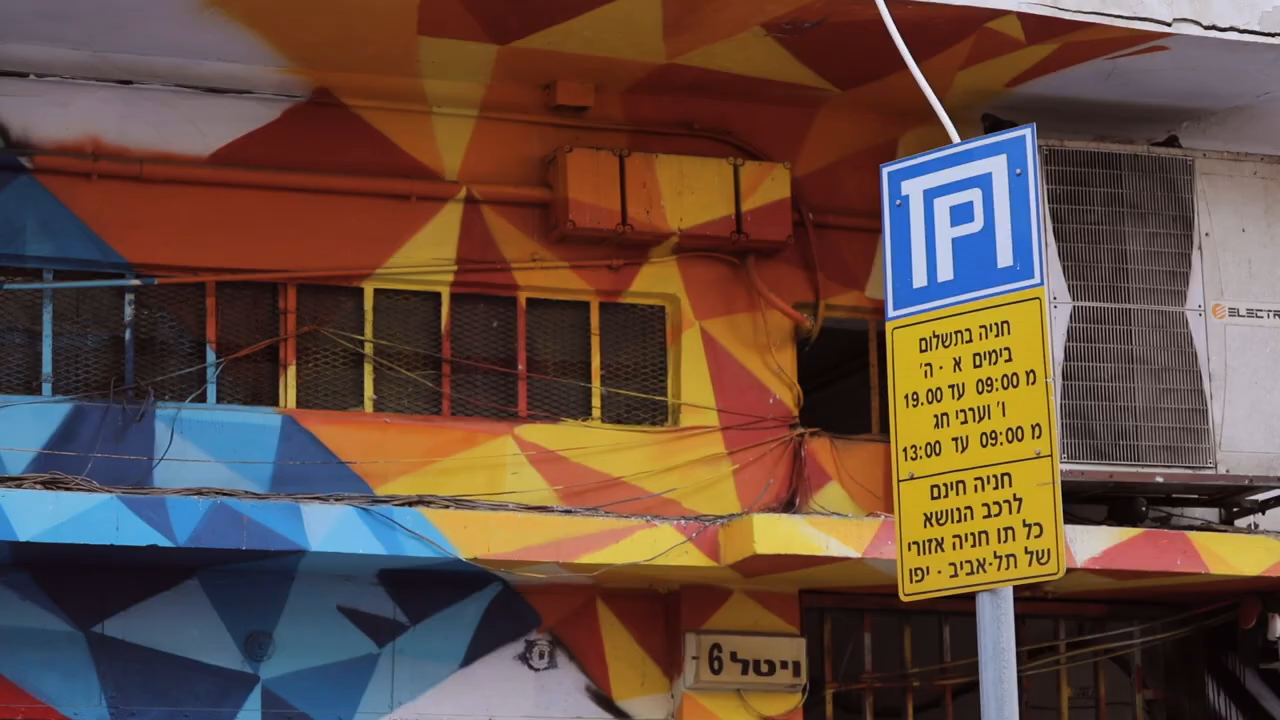 P
חניה בתשלום
בימים א - ה'
מ 09:00 עד 19.00
ו' וערבי חג
מ 09:00 עד 13:00
חניה חינם
לרכב הנושא
כל תו חניה אזורי
של תל-אביב - יפו
ELECTR
ויטל 6